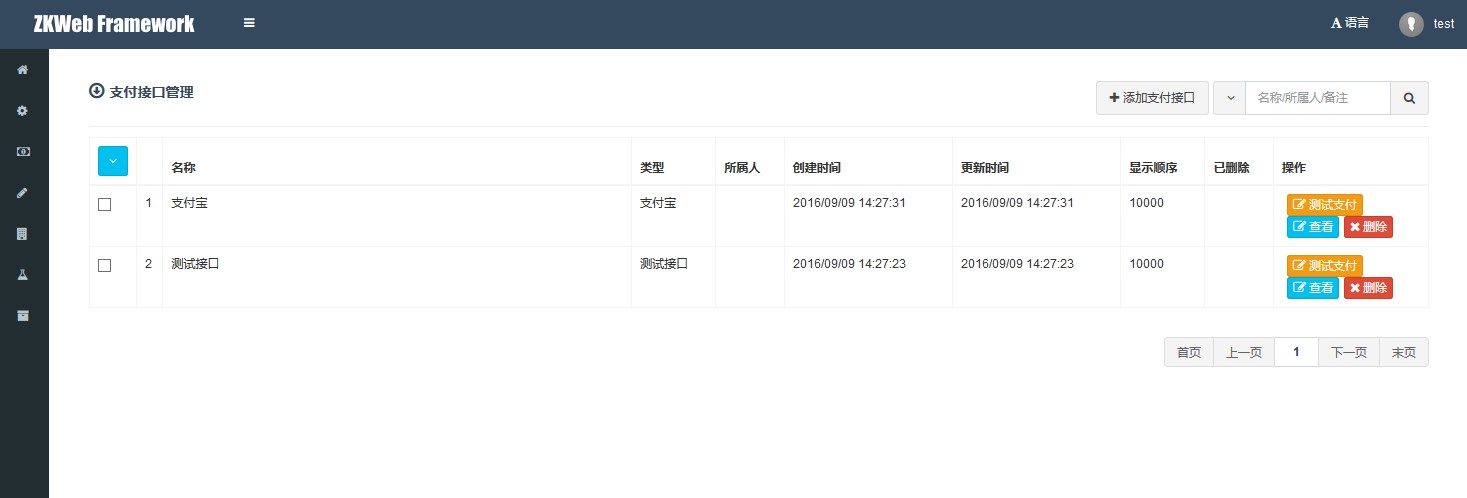 ZKWeb Framework
A 语言
test
支付接口管理
添加支付接口
名称/所属人/备注
名称 类型 所属人 创建时间 更新时间 显示顺序 已删除 操作
1 支付宝 支付宝 2016/09/09 14:27:31 2016/09/09 14:27:31 10000 测试支付
查看 删除
2 测试接口 测试接口 2016/09/09 14:27:23 2016/09/09 14:27:23 10000 测试支付
查看 删除
首页 上一页 1 下一页 末页